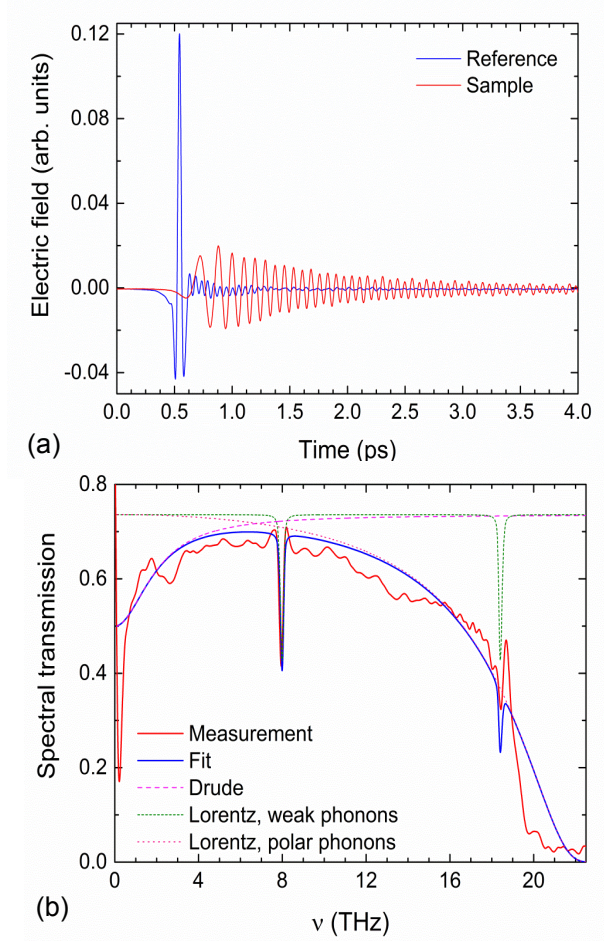 0.12
0.08
0.04
0.00
-0.04
Electric field (arb. units)
Reference
Sample
0.0 0.5 1.0 1.5 2.0 2.5 3.0 3.5 4.0
(a)
Time (ps)
0.8
0.6
0.4
0.2
0.0
Spectral transmission
Measurement
Fit
Drude
Lorentz, weak phonons
Lorentz, polar phonons
0 4 8 12 16 20
(b)
ν (THz)